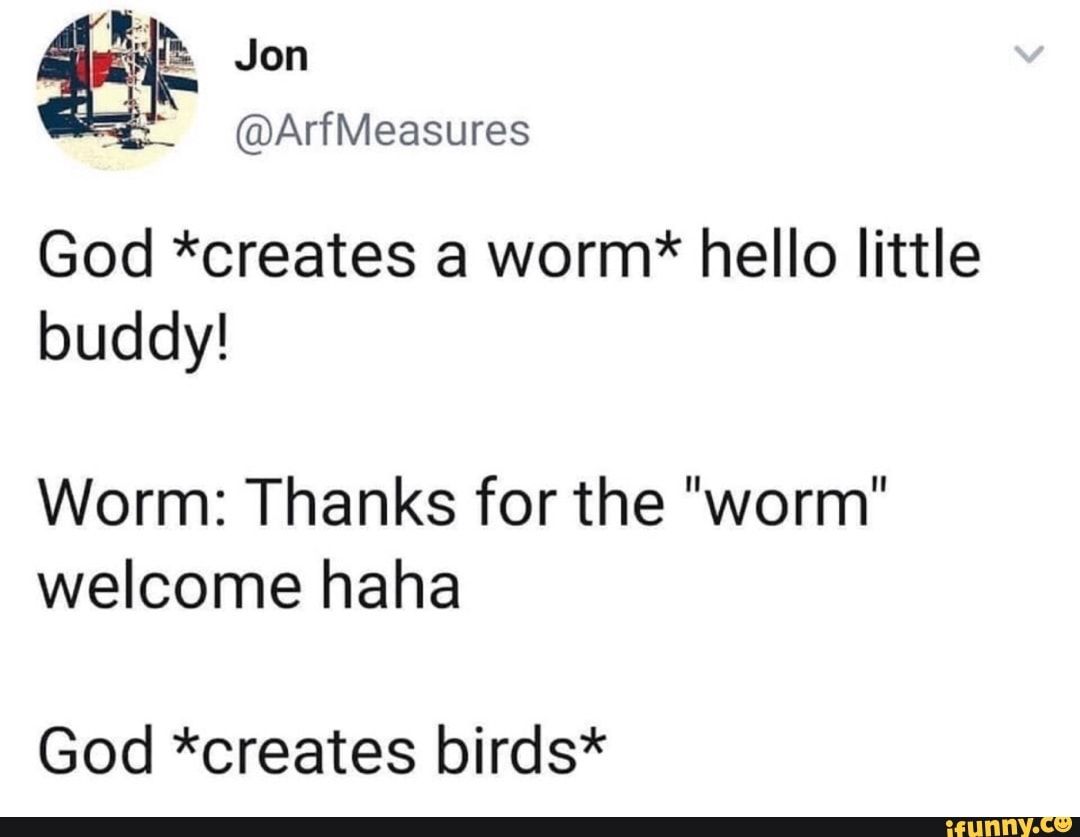 Jon
@ArfMeasures
God *creates a worm* hello little
buddy!
Worm: Thanks for the "worm"
welcome haha
God *creates birds*
ifunny.co